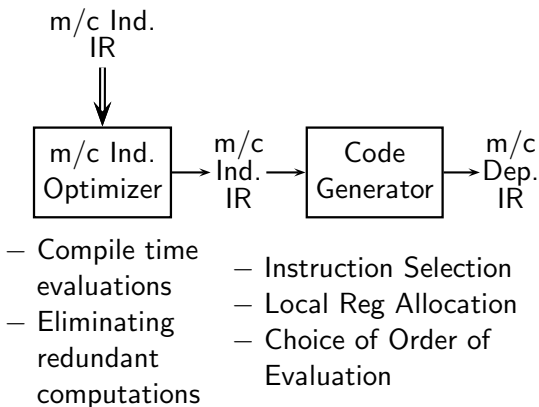 m/c Ind.
IR
m/c Ind.
Optimizer
m/c
Ind.
IR
Code
Generator
m/c
Dep.
IR
– Compile time
evaluations
– Eliminating
redundant
computations
– Instruction Selection
– Local Reg Allocation
– Choice of Order of
Evaluation